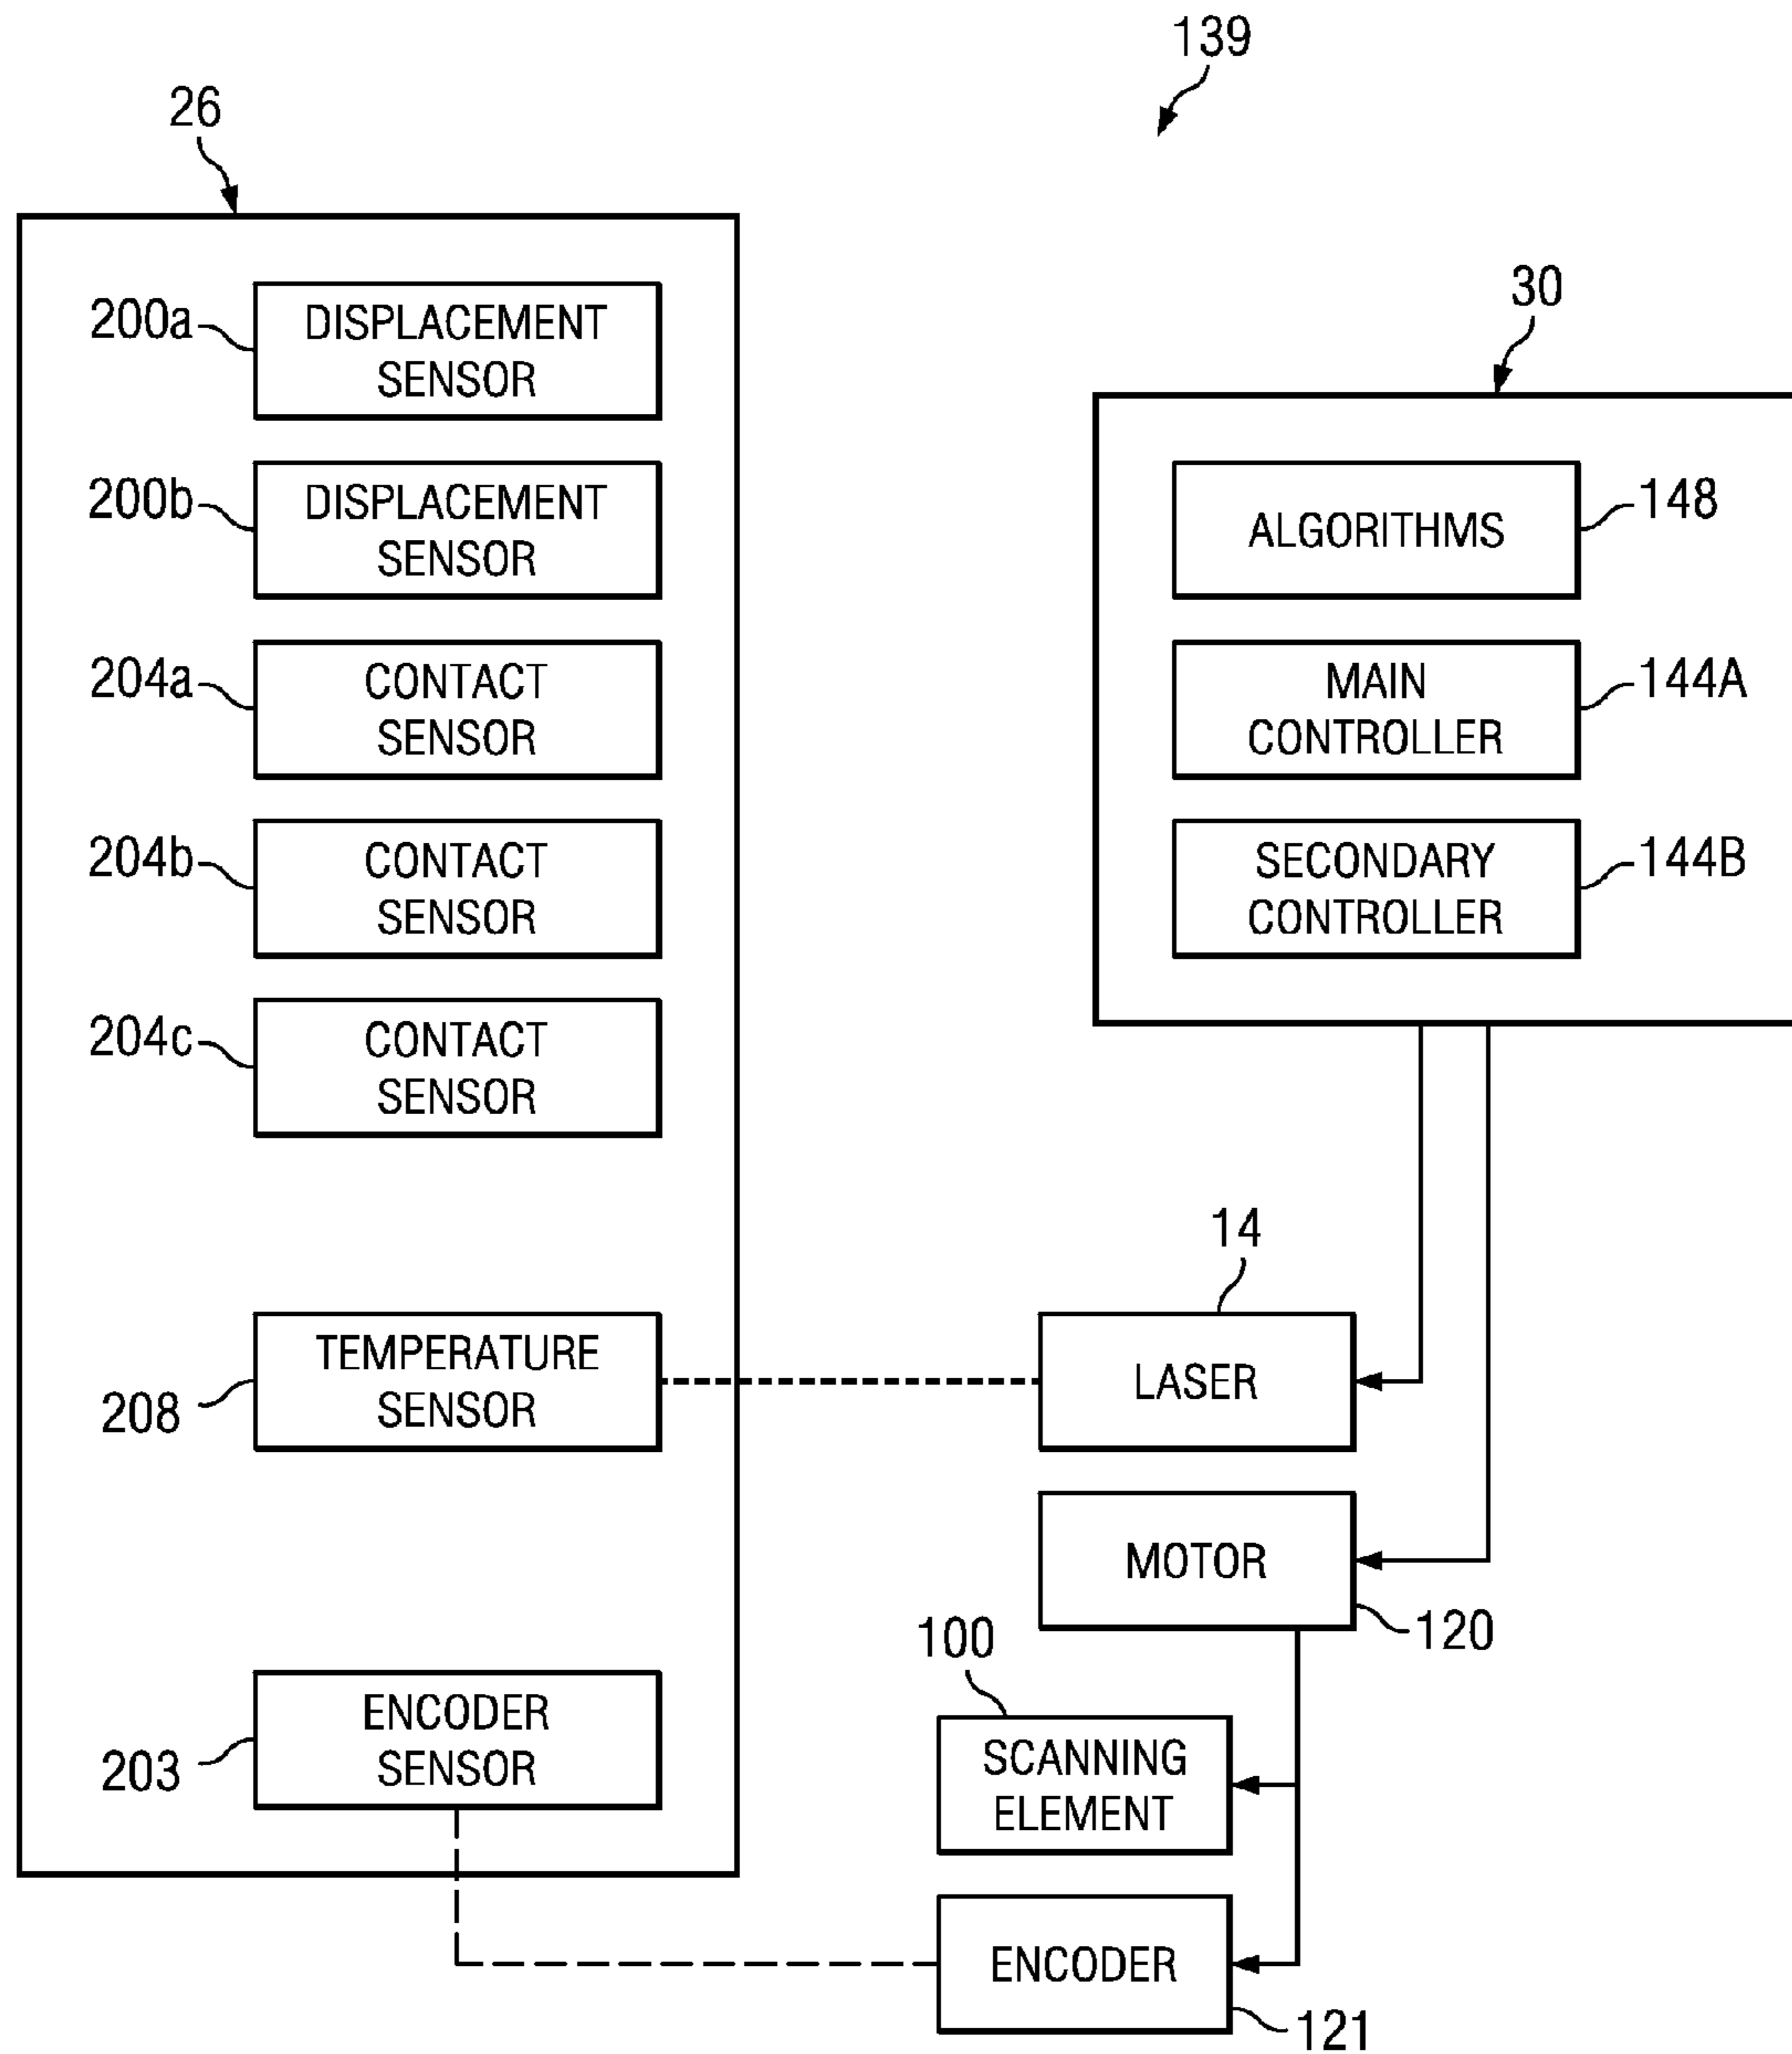 139
26
200a
DISPLACEMENT
SENSOR
200b
DISPLACEMENT
SENSOR
204a
CONTACT
SENSOR
204b
CONTACT
SENSOR
204c
CONTACT
SENSOR
208
TEMPERATURE
SENSOR
203
ENCODER
SENSOR
30
ALGORITHMS
148
MAIN
CONTROLLER
144A
SECONDARY
CONTROLLER
144B
14
LASER
MOTOR
120
100
SCANNING
ELEMENT
ENCODER
121